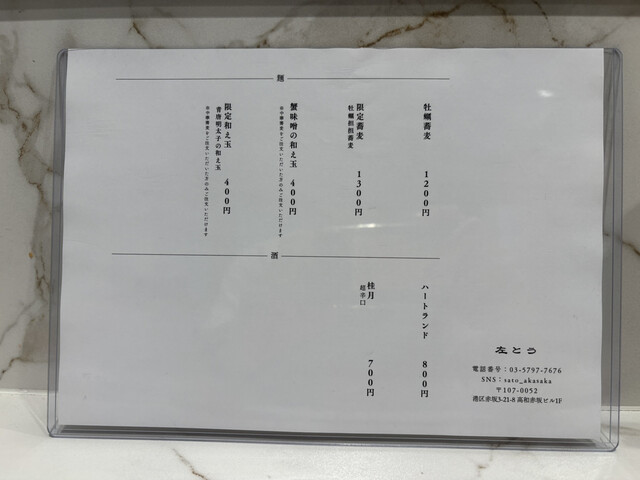 麺
牡蠣蕎麦 1200円
限定蕎麦 1300円
牡蠣担担蕎麦
蟹味噌の和え玉 400円
限定和え玉 400円
青唐明太子の和え玉
酒
ハートランド 800円
桂月 700円
超辛口
左とう
電話番号：03-5797-7676
SNS：sato_akasaka
〒107-0052
港区赤坂3-21-8 高和赤坂ビル1F